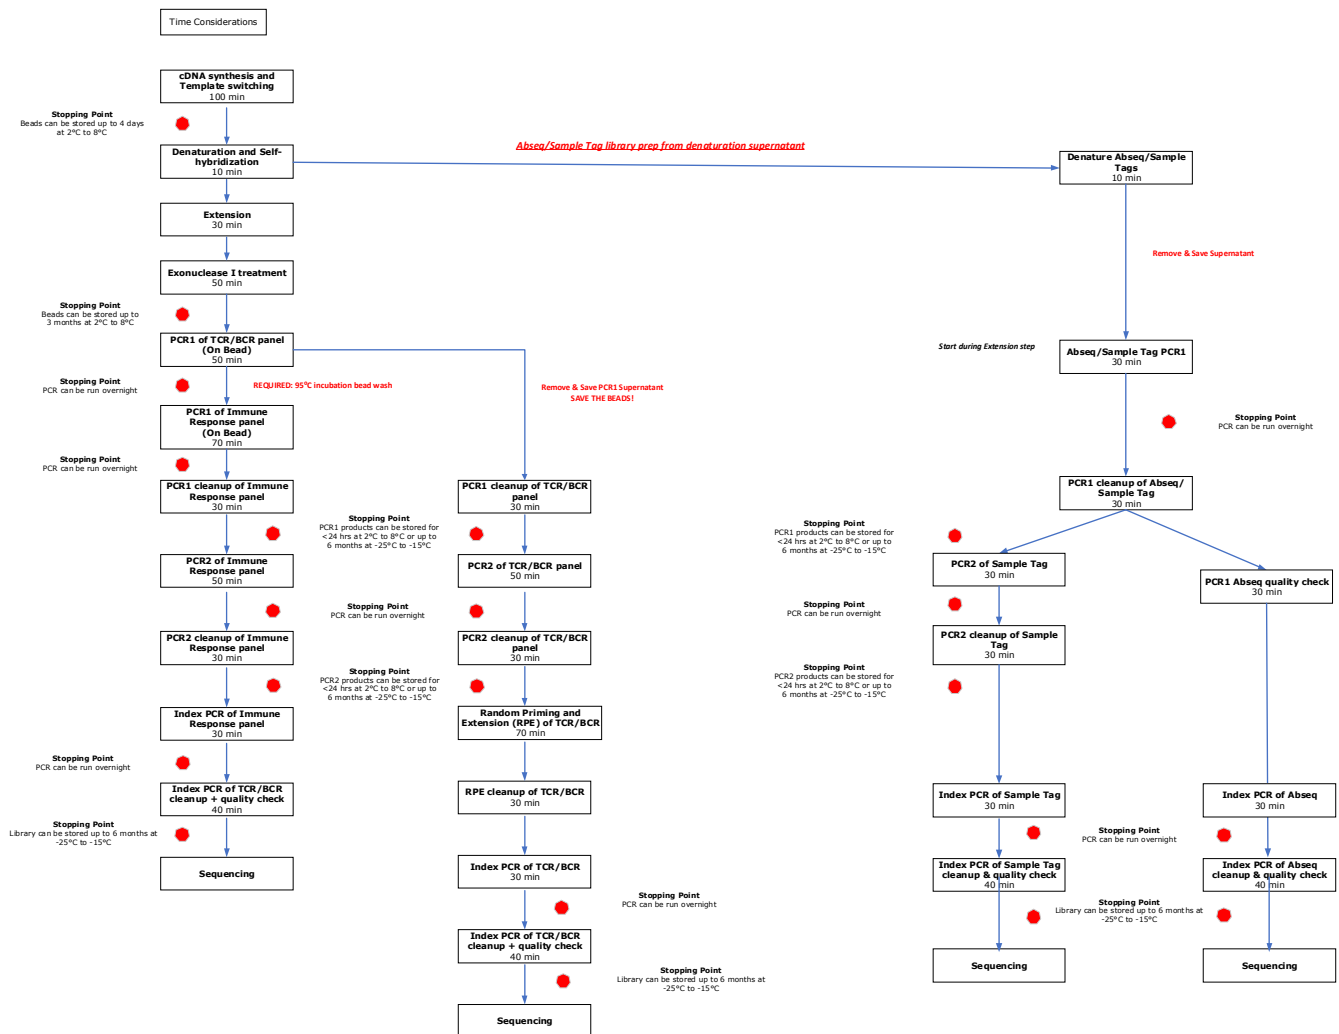 Time Considerations
cDNA synthesis and
Template switching
100 min
Stopping Point
Beads can be stored up to 4 days
at 2°C to 8°C
Denaturation and Self-
hybridization
10 min
Abseq/Sample Tag library prep from denaturation supernatant
Denature Abseq/Sample
Tags
10 min
Extension
30 min
Remove & Save Supernatant
Exonuclease I treatment
50 min
Stopping Point
Beads can be stored up to
3 months at 2°C to 8°C
PCR1 of TCR/BCR panel
(On Bead)
50 min
Start during Extension step
Abseq/Sample Tag PCR1
30 min
Stopping Point
PCR can be run overnight
REQUIRED: 95°C incubation bead wash
Remove & Save PCR1 Supernatant
SAVE THE BEADS!
PCR1 of Immune
Response panel
(On Bead)
70 min
Stopping Point
PCR can be run overnight
Stopping Point
PCR can be run overnight
PCR1 cleanup of Immune
Response panel
30 min
PCR1 cleanup of TCR/BCR
panel
30 min
PCR1 cleanup of Abseq/
Sample Tag
30 min
Stopping Point
PCR1 products can be stored for
<24 hrs at 2°C to 8°C or up to
6 months at -25°C to -15°C
Stopping Point
PCR1 products can be stored for
<24 hrs at 2°C to 8°C or up to
6 months at -25°C to -15°C
PCR2 of Immune
Response panel
50 min
PCR2 of TCR/BCR panel
50 min
PCR2 of Sample Tag
30 min
PCR1 Abseq quality check
30 min
Stopping Point
PCR can be run overnight
Stopping Point
PCR can be run overnight
PCR2 cleanup of Immune
Response panel
30 min
PCR2 cleanup of TCR/BCR
panel
30 min
PCR2 cleanup of Sample
Tag
30 min
Stopping Point
PCR2 products can be stored for
<24 hrs at 2°C to 8°C or up to
6 months at -25°C to -15°C
Stopping Point
PCR2 products can be stored for
<24 hrs at 2°C to 8°C or up to
6 months at -25°C to -15°C
Index PCR of Immune
Response panel
30 min
Random Priming and
Extension (RPE) of TCR/BCR
70 min
Stopping Point
PCR can be run overnight
Index PCR of TCR/BCR
cleanup + quality check
40 min
RPE cleanup of TCR/BCR
30 min
Index PCR of Sample Tag
30 min
Index PCR of Abseq
30 min
Stopping Point
Library can be stored up to 6 months at
-25°C to -15°C
Stopping Point
PCR can be run overnight
Sequencing
Index PCR of TCR/BCR
30 min
Index PCR of Sample Tag
cleanup & quality check
40 min
Index PCR of Abseq
cleanup & quality check
40 min
Stopping Point
PCR can be run overnight
Stopping Point
Library can be stored up to 6 months at
-25°C to -15°C
Index PCR of TCR/BCR
cleanup + quality check
40 min
Sequencing
Sequencing
Stopping Point
Library can be stored up to 6 months at
-25°C to -15°C
Sequencing